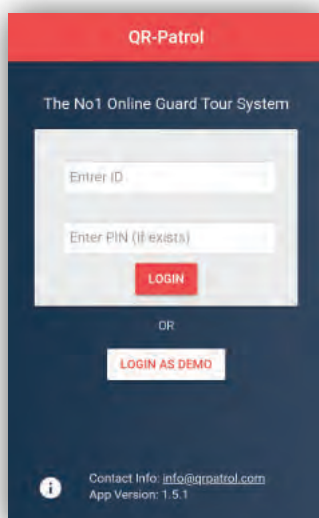 QR-Patrol
The No1 Online Guard Tour System
Entrer ID
Enter PIN (if exists)
LOGIN
OR
LOGIN AS DEMO
Contact Info: info@qrpatrol.com
App Version: 1.5.1